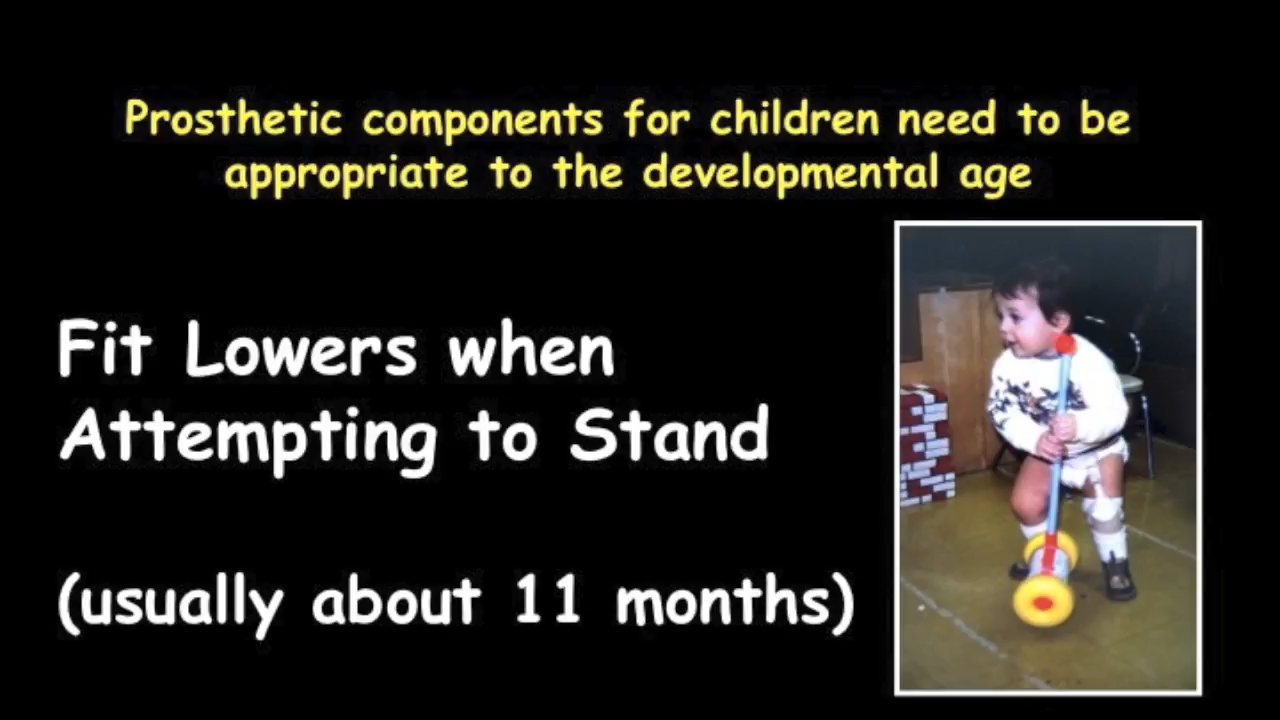 Prosthetic components for children need to be
appropriate to the developmental age
Fit Lowers when
Attempting to Stand
(usually about 11 months)